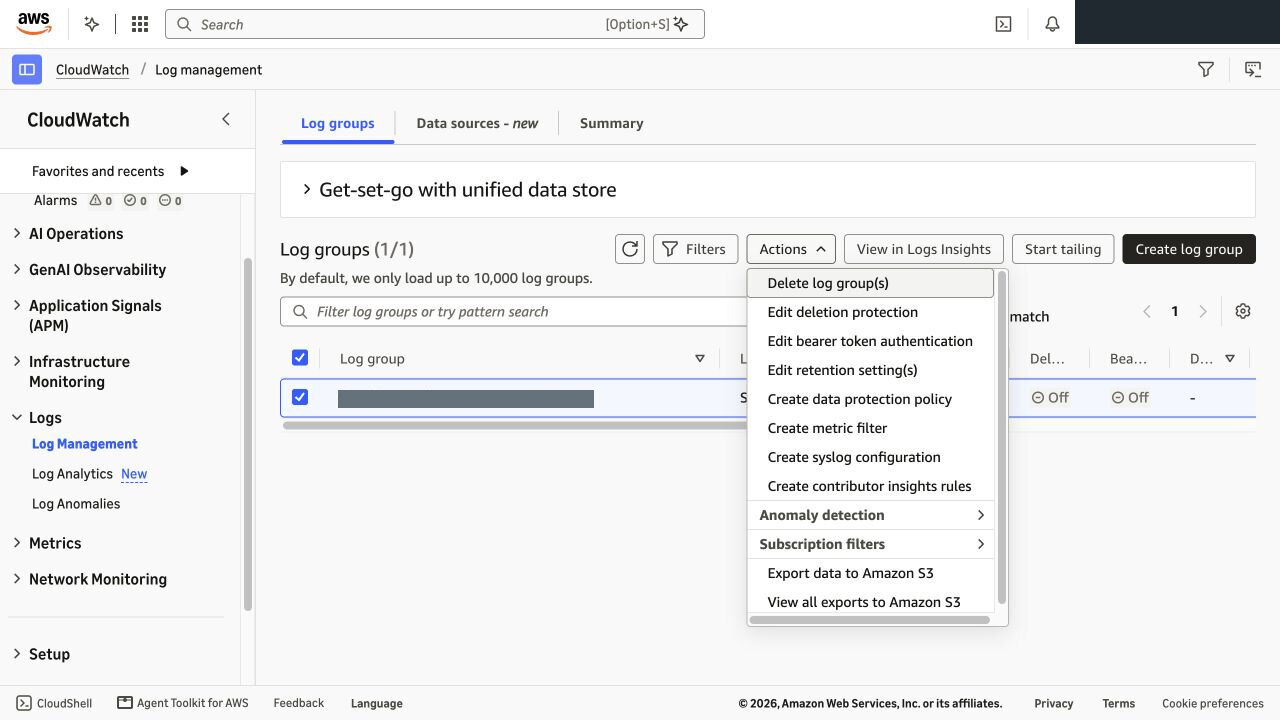 aws
Search [Option+S]
CloudWatch / Log management
CloudWatch
Favorites and recents
Alarms 0 0 0
AI Operations
GenAI Observability
Application Signals
(APM)
Infrastructure
Monitoring
Logs
Log Management
Log Analytics New
Log Anomalies
Metrics
Network Monitoring
Setup
Log groups Data sources - new Summary
Get-set-go with unified data store
Log groups (1/1)
Filters Actions View in Logs Insights Start tailing Create log group
By default, we only load up to 10,000 log groups.
Filter log groups or try pattern search
match 1
Log group Del... Bea... D...
Off Off -
Delete log group(s)
Edit deletion protection
Edit bearer token authentication
Edit retention setting(s)
Create data protection policy
Create metric filter
Create syslog configuration
Create contributor insights rules
Anomaly detection
Subscription filters
Export data to Amazon S3
View all exports to Amazon S3
CloudShell Agent Toolkit for AWS Feedback Language © 2026, Amazon Web Services, Inc. or its affiliates. Privacy Terms Cookie preferences